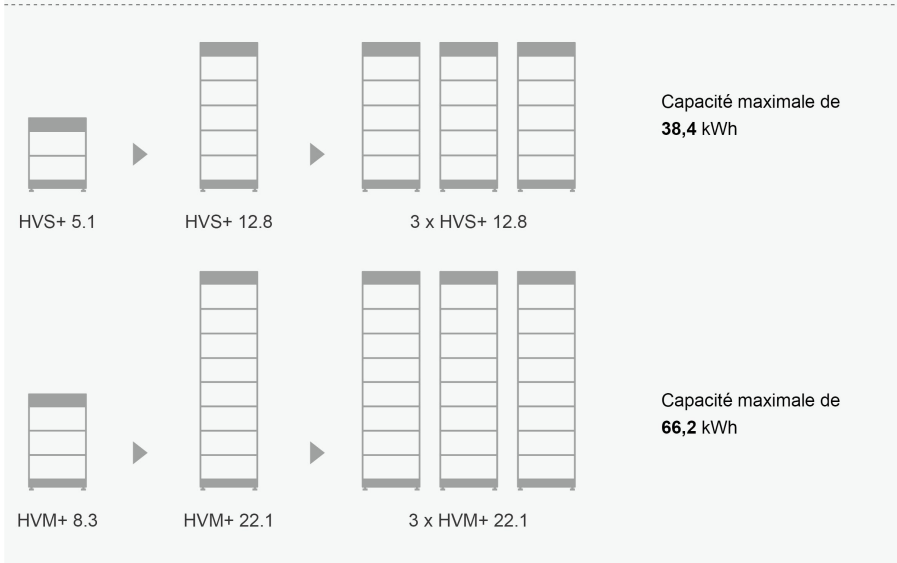 Capacité maximale de
38,4 kWh
HVS+ 5.1
HVS+ 12.8
3 x HVS+ 12.8
Capacité maximale de
66,2 kWh
HVM+ 8.3
HVM+ 22.1
3 x HVM+ 22.1